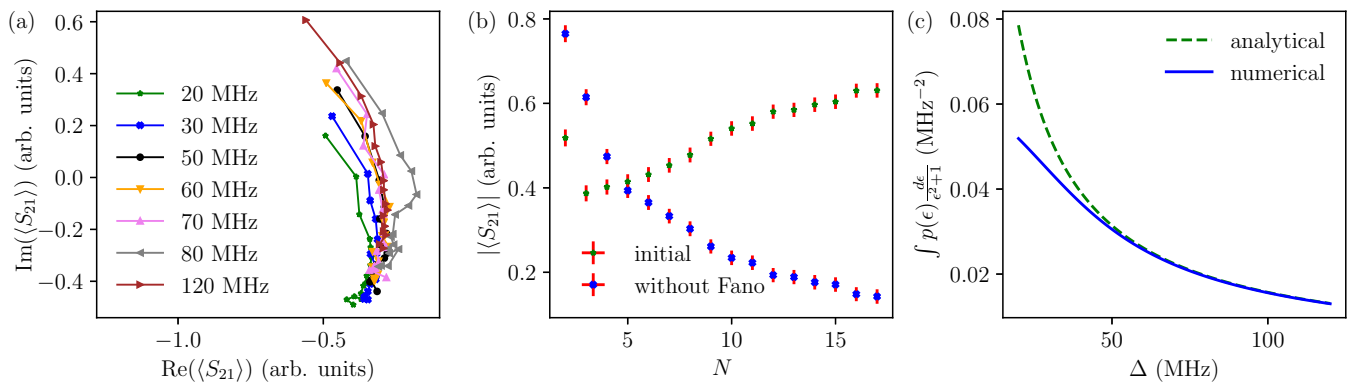 (a)
0.6
0.4
0.2
0.0
−0.2
−0.4
Im(⟨S₂₁⟩) (arb. units)
20 MHz
30 MHz
50 MHz
60 MHz
70 MHz
80 MHz
120 MHz
−1.0
−0.5
Re(⟨S₂₁⟩) (arb. units)
(b)
0.8
0.6
0.4
0.2
|⟨S₂₁⟩| (arb. units)
initial
without Fano
5
10
15
N
(c)
0.08
0.06
0.04
0.02
∫ p(ϵ) dϵ/(ϵ²+1) (MHz⁻²)
analytical
numerical
50
100
Δ (MHz)